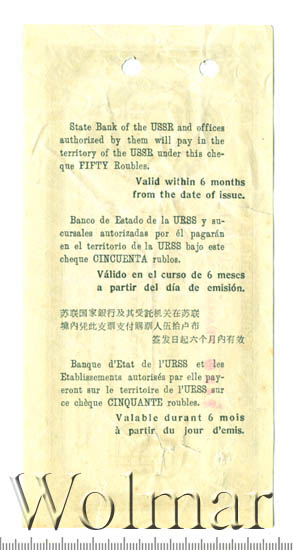 State Bank of the USSR and offices
authorized by them will pay in the
territory of the USSR under this che-
que FIFTY Roubles.
Valid within 6 months
from the date of issue.
Banco de Estado de la URSS y su-
cursales autorizadas por él pagarán
en el territorio de la URSS bajo este
cheque CINCUENTA rublos.
Válido en el curso de 6 meses
a partir del día de emisión.
苏联国家銀行及其受託机关在苏联
境内凭此支票支付購票人伍拾卢布
签发日起六个月内有效
Banque d'Etat de l'URSS et les
Etablissements autorisés par elle pay-
eront sur le territoire de l'URSS sur
ce chèque CINQUANTE roubles.
Valable durant 6 mois
à partir du jour d'emis.
Wolmar